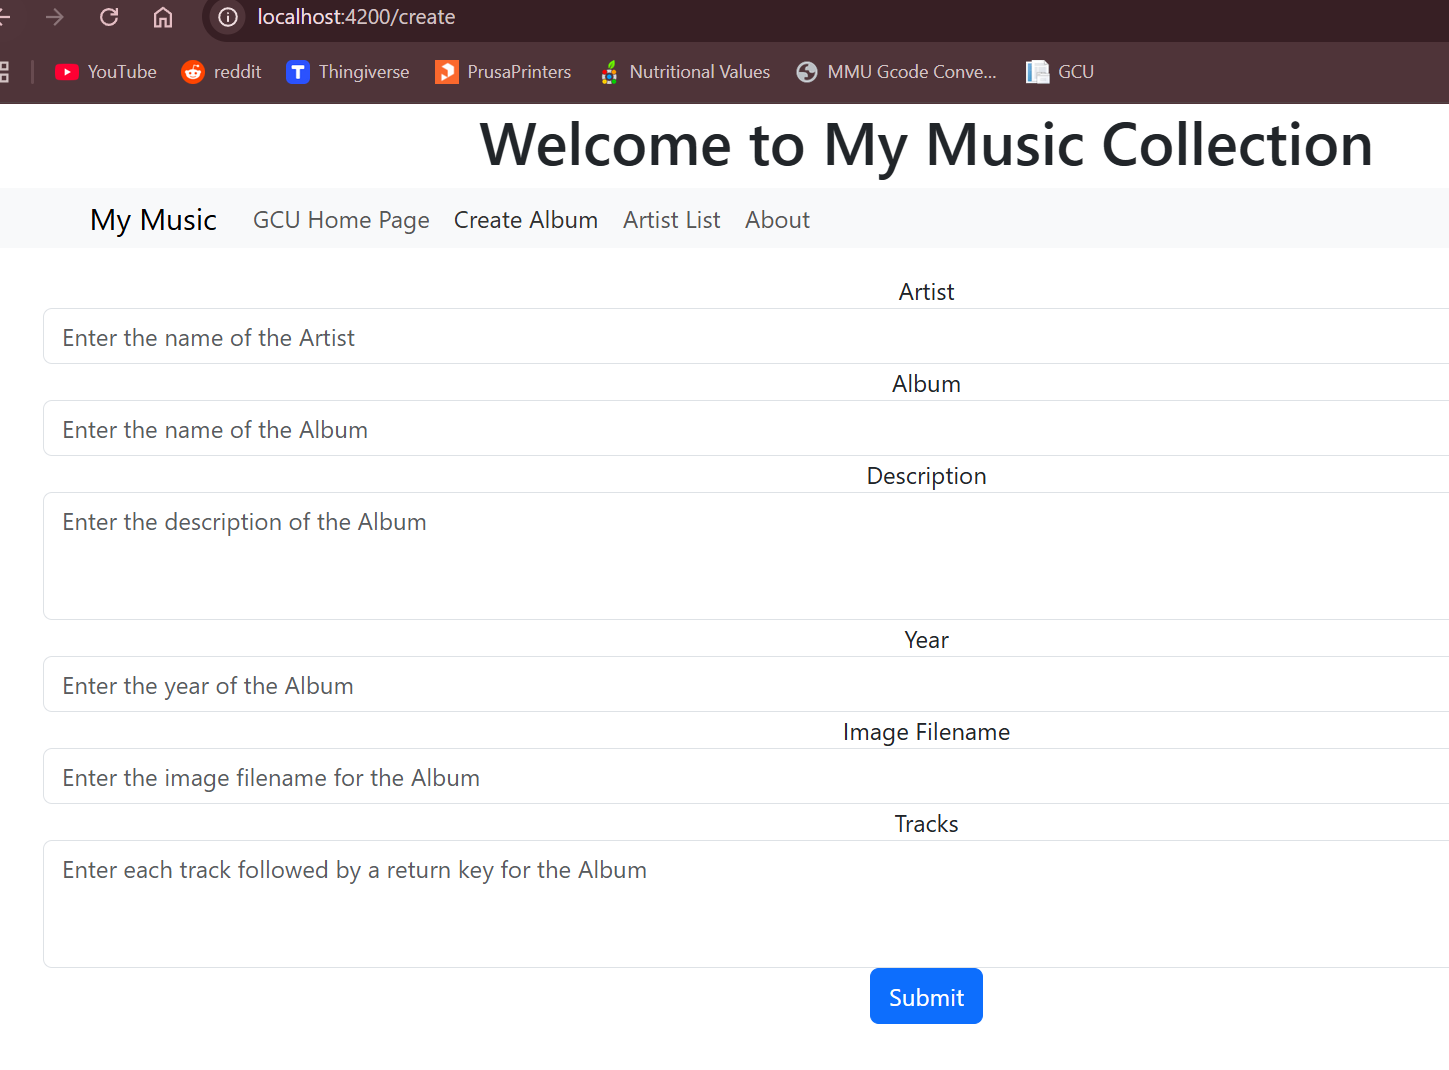 localhost:4200/create
YouTube reddit Thingiverse PrusaPrinters Nutritional Values MMU Gcode Conve... GCU
Welcome to My Music Collection
My Music GCU Home Page Create Album Artist List About
Artist
Enter the name of the Artist
Album
Enter the name of the Album
Description
Enter the description of the Album
Year
Enter the year of the Album
Image Filename
Enter the image filename for the Album
Tracks
Enter each track followed by a return key for the Album
Submit